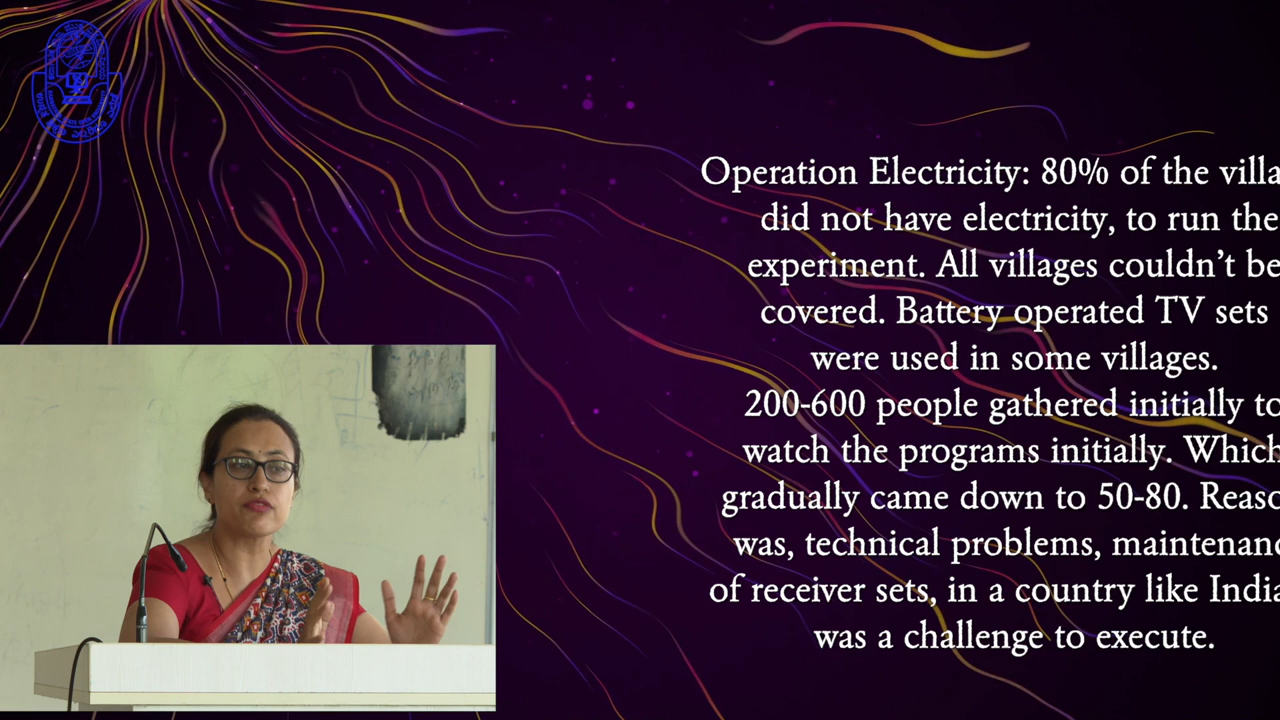 Operation Electricity: 80% of the villa
did not have electricity, to run the
experiment. All villages couldn't be
covered. Battery operated TV sets
were used in some villages.
200-600 people gathered initially to
watch the programs initially. Which
gradually came down to 50-80. Reaso
was, technical problems, maintenanc
of receiver sets, in a country like India
was a challenge to execute.